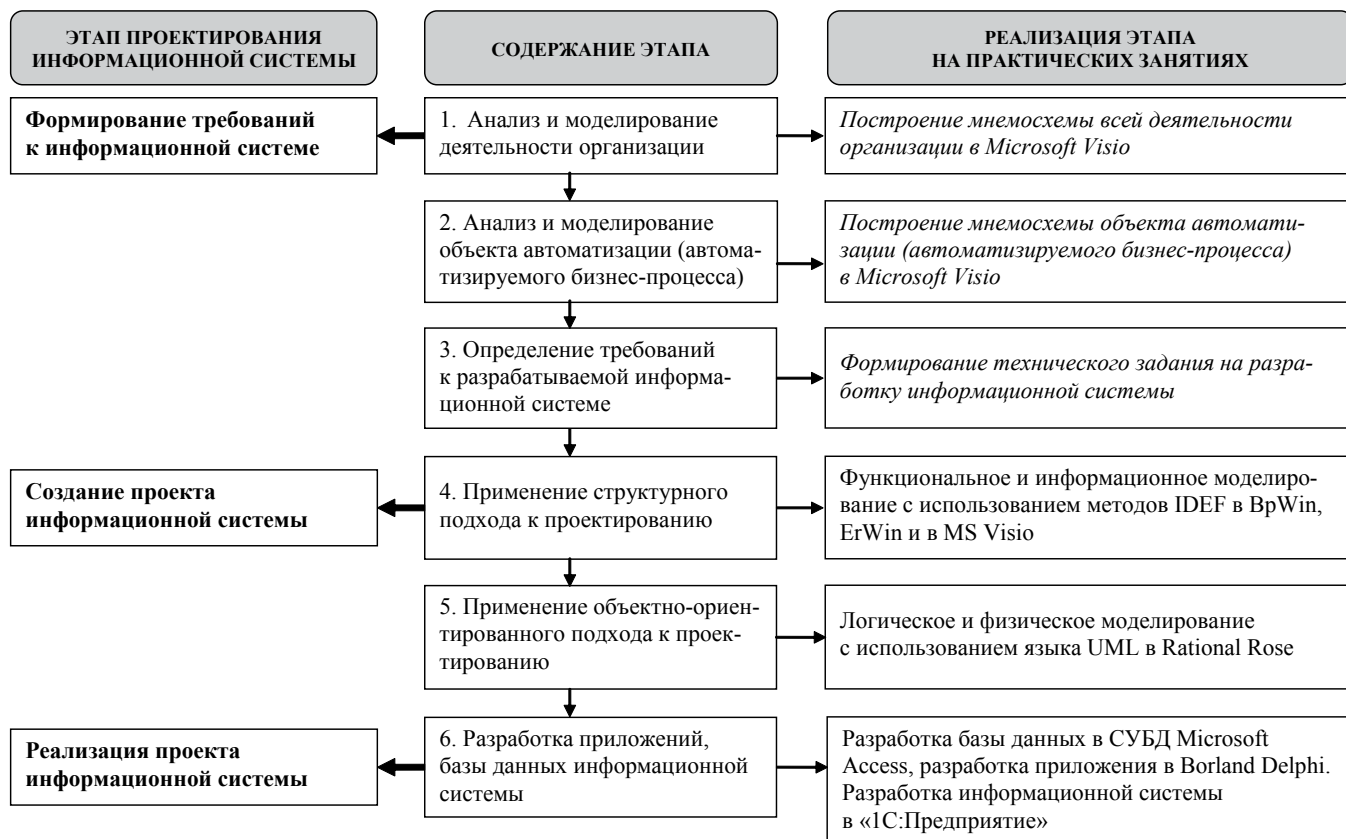 ЭТАП ПРОЕКТИРОВАНИЯ
ИНФОРМАЦИОННОЙ СИСТЕМЫ
СОДЕРЖАНИЕ ЭТАПА
РЕАЛИЗАЦИЯ ЭТАПА
НА ПРАКТИЧЕСКИХ ЗАНЯТИЯХ
Формирование требований
к информационной системе
1. Анализ и моделирование
деятельности организации
Построение мнемосхемы всей деятельности
организации в Microsoft Visio
2. Анализ и моделирование
объекта автоматизации (автома-
тизируемого бизнес-процесса)
Построение мнемосхемы объекта автомати-
зации (автоматизируемого бизнес-процесса)
в Microsoft Visio
3. Определение требований
к разрабатываемой информа-
ционной системе
Формирование технического задания на разра-
ботку информационной системы
Создание проекта
информационной системы
4. Применение структурного
подхода к проектированию
Функциональное и информационное моделиро-
вание с использованием методов IDEF в BpWin,
ErWin и в MS Visio
5. Применение объектно-ориен-
тированного подхода к проек-
тированию
Логическое и физическое моделирование
с использованием языка UML в Rational Rose
Реализация проекта
информационной системы
6. Разработка приложений,
базы данных информационной
системы
Разработка базы данных в СУБД Microsoft
Access, разработка приложения в Borland Delphi.
Разработка информационной системы
в «1С:Предприятие»